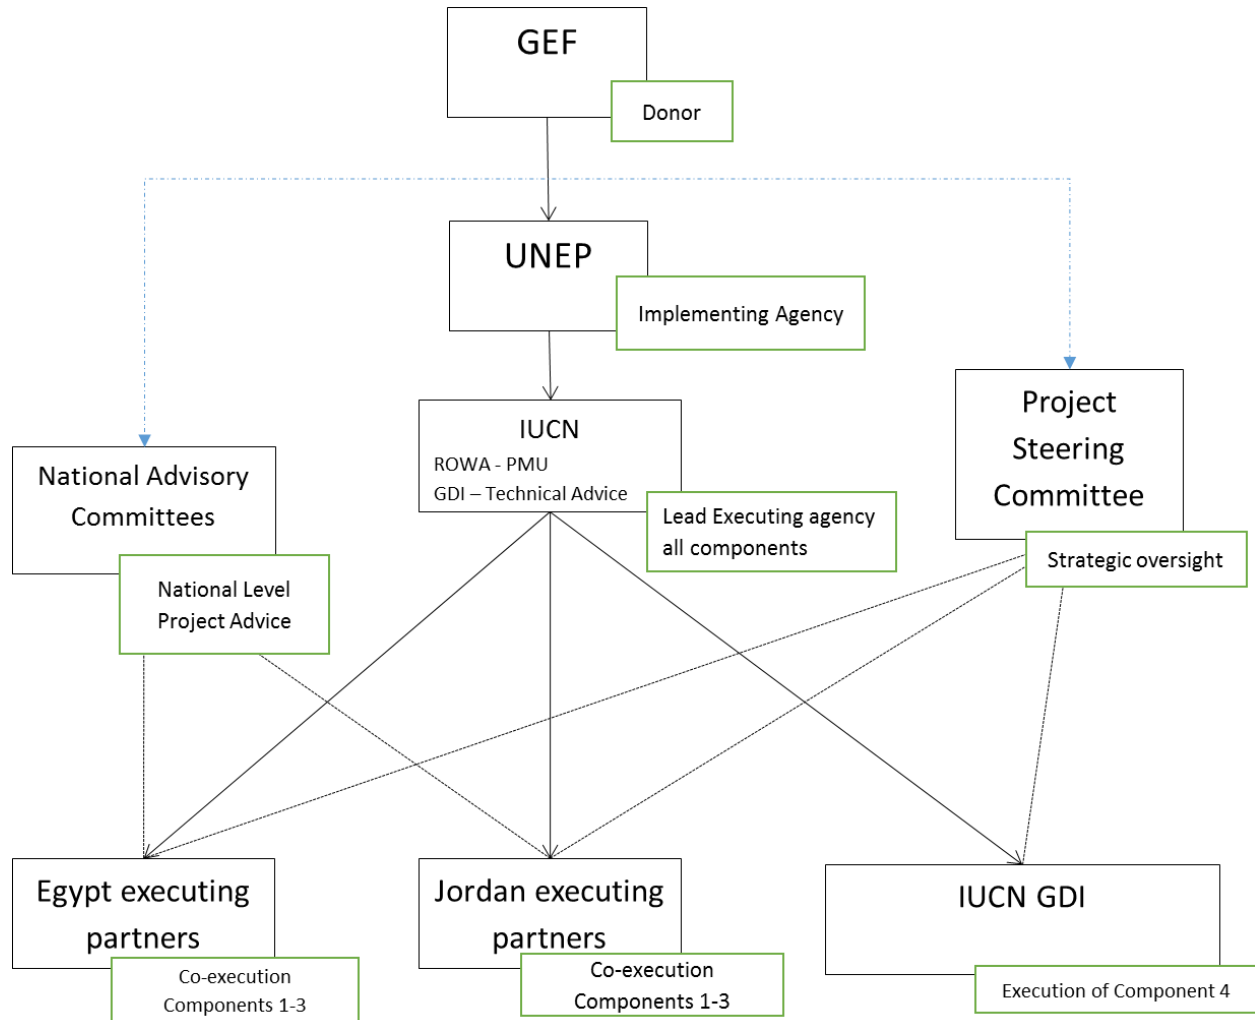 GEF
Donor
UNEP
Implementing Agency
IUCN
ROWA - PMU
GDI – Technical Advice
Lead Executing agency
all components
Project
Steering
Committee
Strategic oversight
National Advisory
Committees
National Level
Project Advice
Egypt executing
partners
Co-execution
Components 1-3
Jordan executing
partners
Co-execution
Components 1-3
IUCN GDI
Execution of Component 4